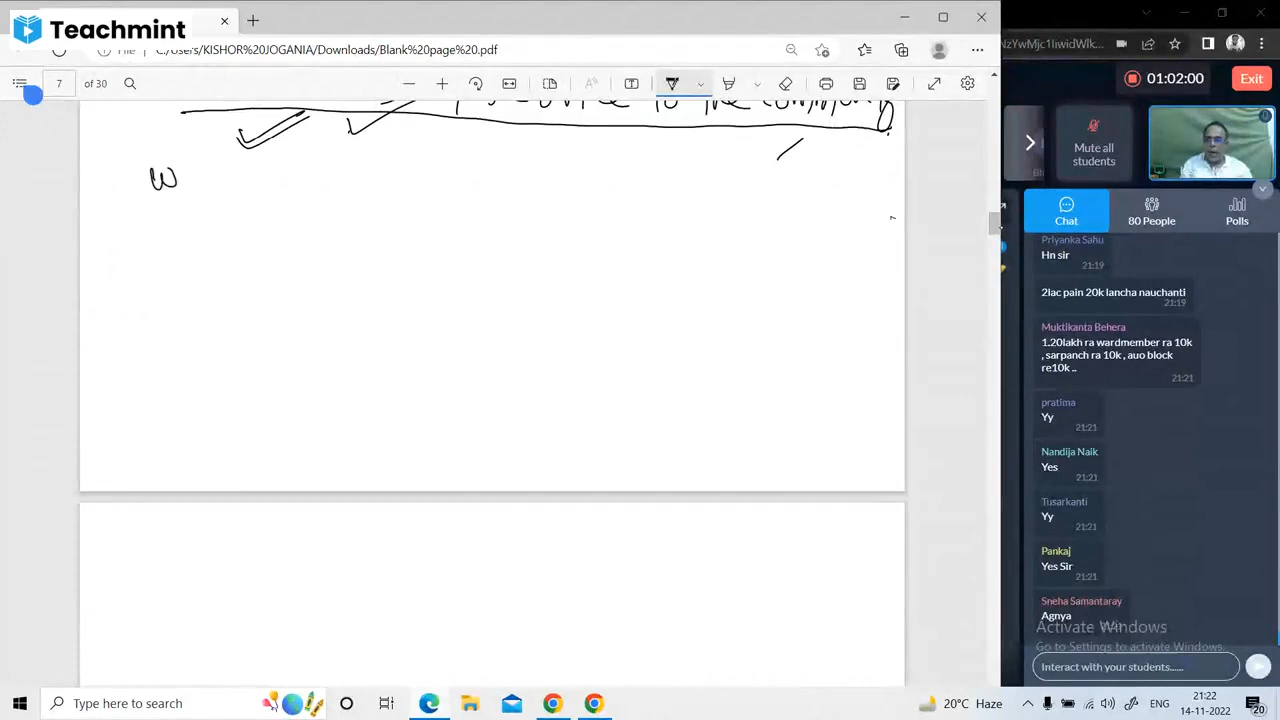 Teachmint
File C:/Users/KISHOR%20JOGANIA/Downloads/Blank%20page%20.pdf
7 of 30
to the
W
01:02:00
Exit
Mute all
students
Chat
80 People
Polls
Priyanka Sahu
Hn sir
21:19
2lac pain 20k lancha nauchanti
21:19
Muktikanta Behera
1.20lakh ra wardmember ra 10k
, sarpanch ra 10k , auo block
re10k ..
21:21
pratima
Yy
21:21
Nandija Naik
Yes
21:21
Tusarkanti
Yy
21:21
Pankaj
Yes Sir
21:21
Sneha Samantaray
Agnya
Activate Windows
Go to Settings to activate Windows.
Interact with your students......
Type here to search
20°C Haze
21:22
14-11-2022
20